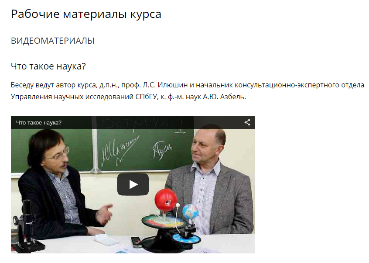 Рабочие материалы курса
ВИДЕОМАТЕРИАЛЫ
Что такое наука?
Беседу ведут автор курса, д.п.н., проф. Л.С. Илюшин и начальник консультационно-экспертного отдела
Управления научных исследований СПбГУ, к. ф.-м. наук А.Ю. Азбель.
Что такое наука?